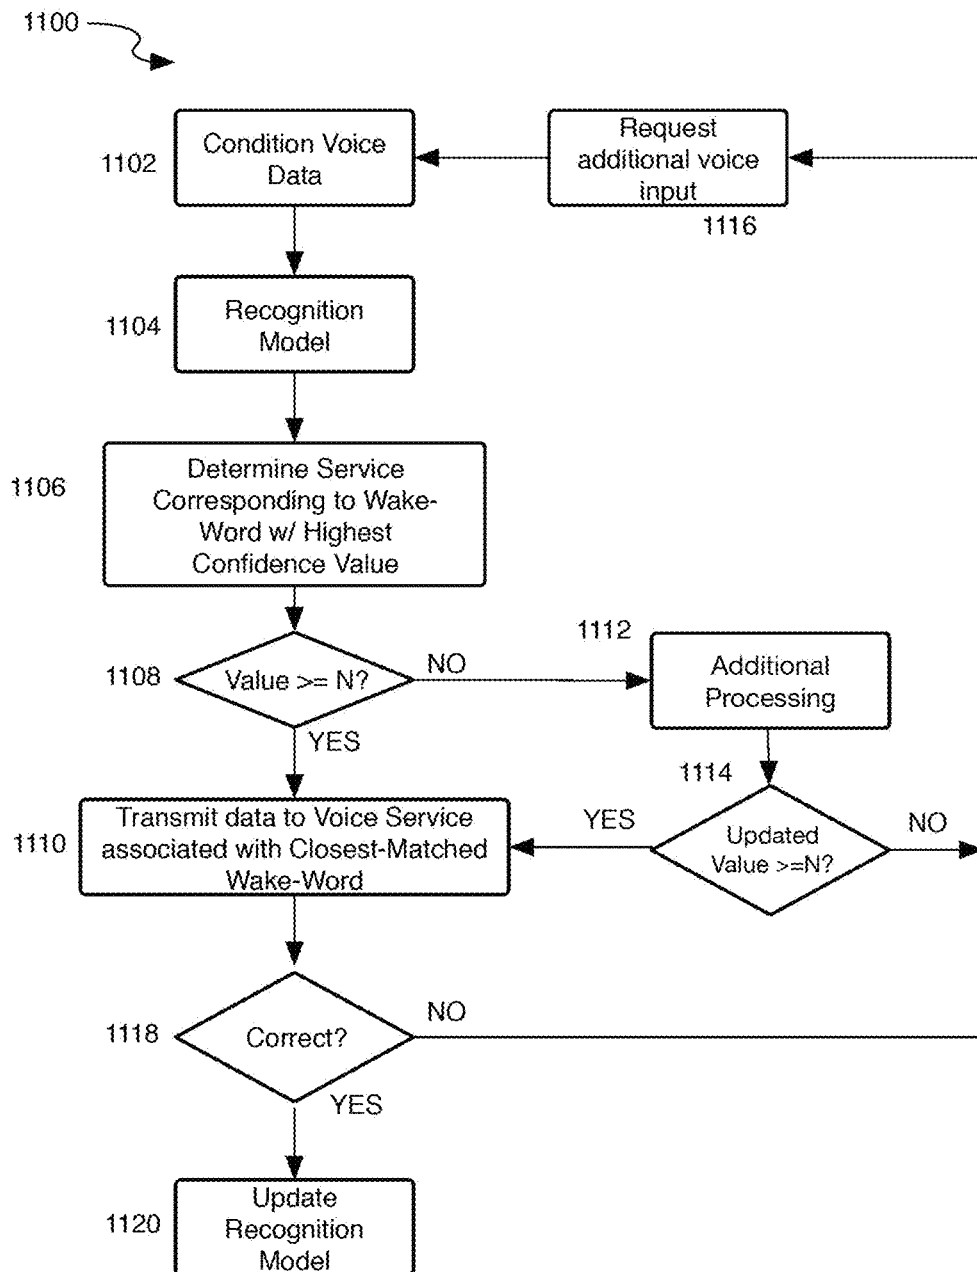 1100
Condition Voice
Data
1102
Request
additional voice
input
1116
Recognition
Model
1104
Determine Service
Corresponding to Wake-
Word w/ Highest
Confidence Value
1106
Value >= N?
1108
NO
YES
1112
Additional
Processing
1114
Updated
Value >=N?
YES
NO
Transmit data to Voice Service
associated with Closest-Matched
Wake-Word
1110
Correct?
1118
NO
YES
Update
Recognition
Model
1120